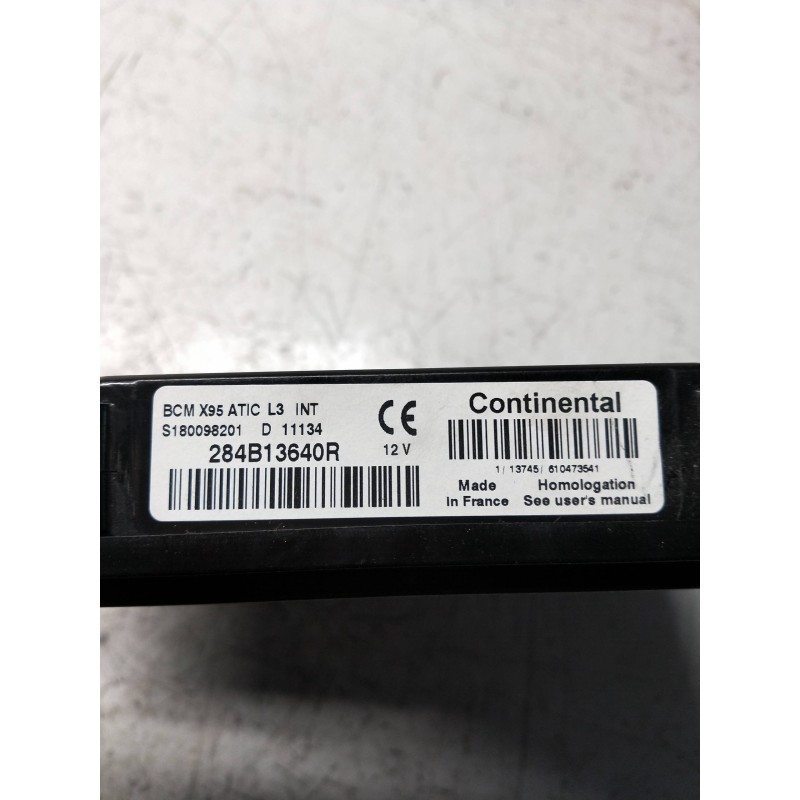 BCM X95 ATIC L3 INT
S180098201 D 11134
284B13640R
12 V
CE
Continental
1/ 13745/ 610473541
Made in France
Homologation
See user's manual